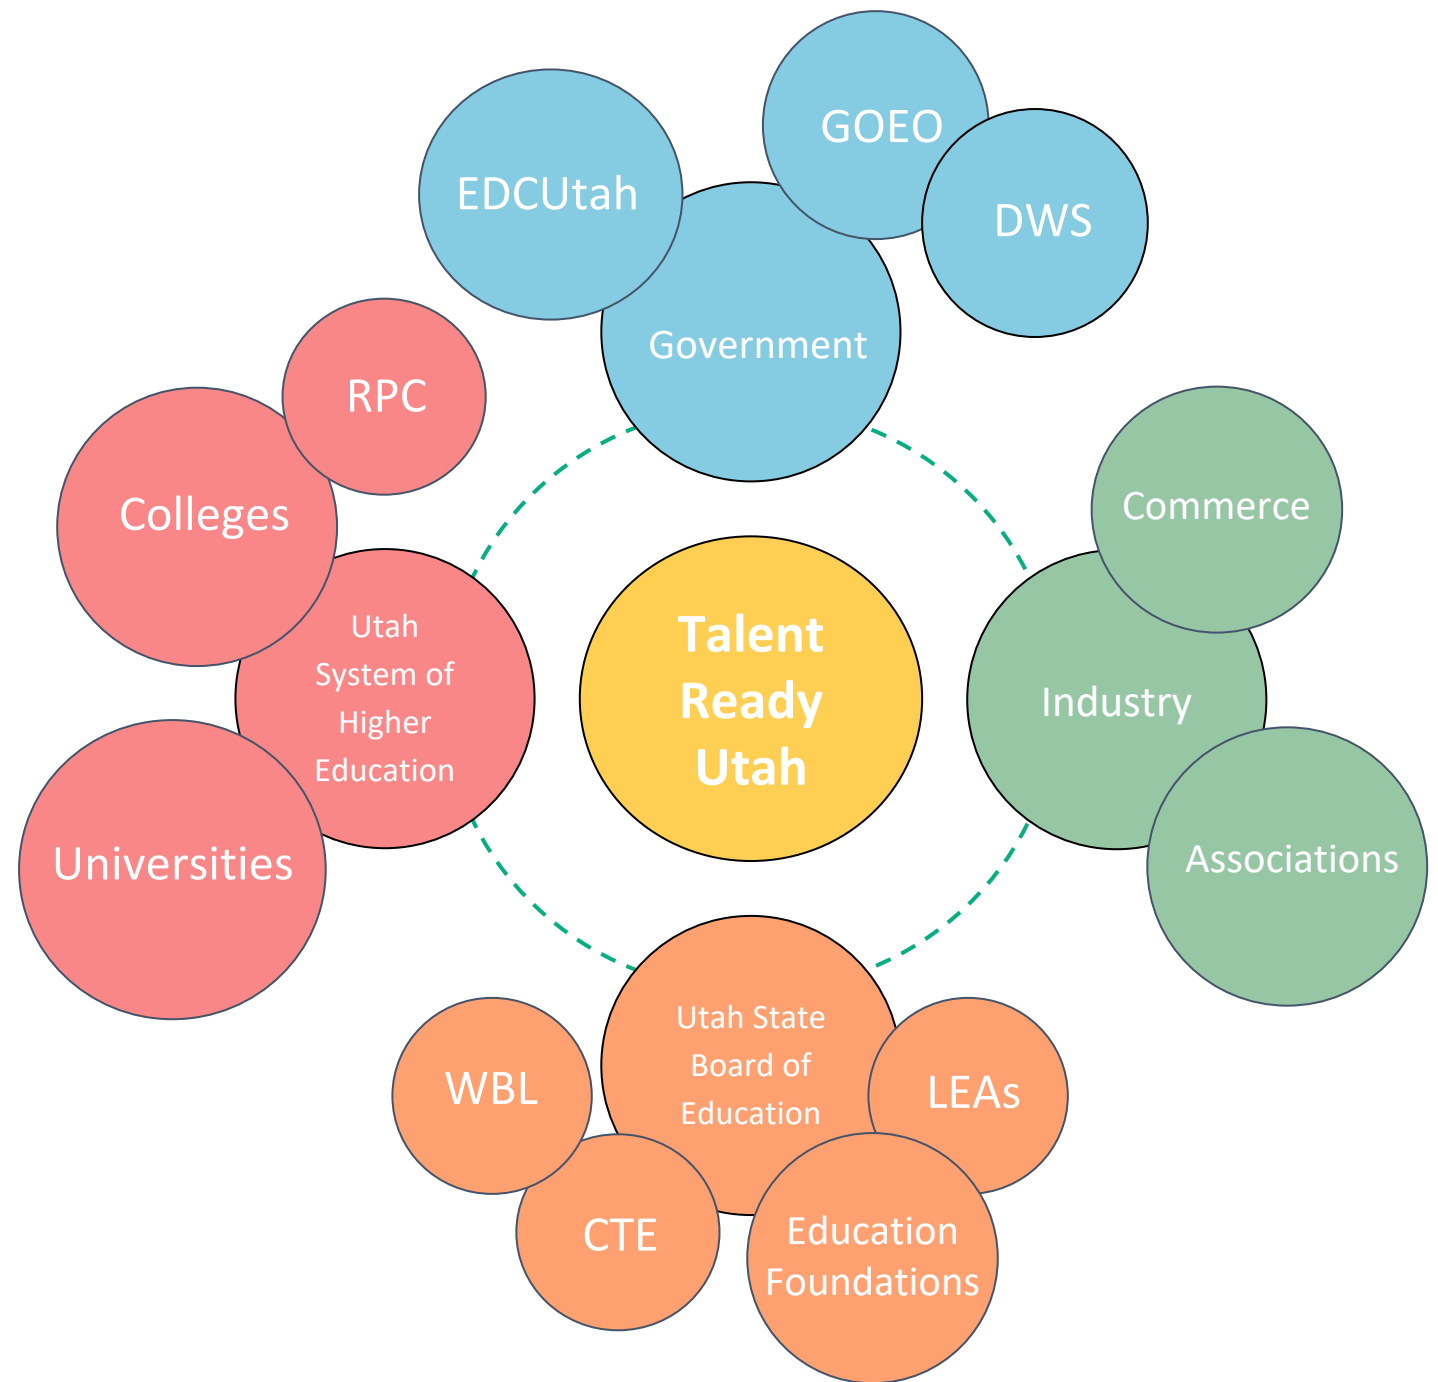 GOEO
EDCUtah
DWS
Government
RPC
Colleges
Commerce
Utah
System of
Higher
Education
Talent
Ready
Utah
Industry
Universities
Associations
Utah State
Board of
Education
WBL
LEAs
CTE
Education
Foundations